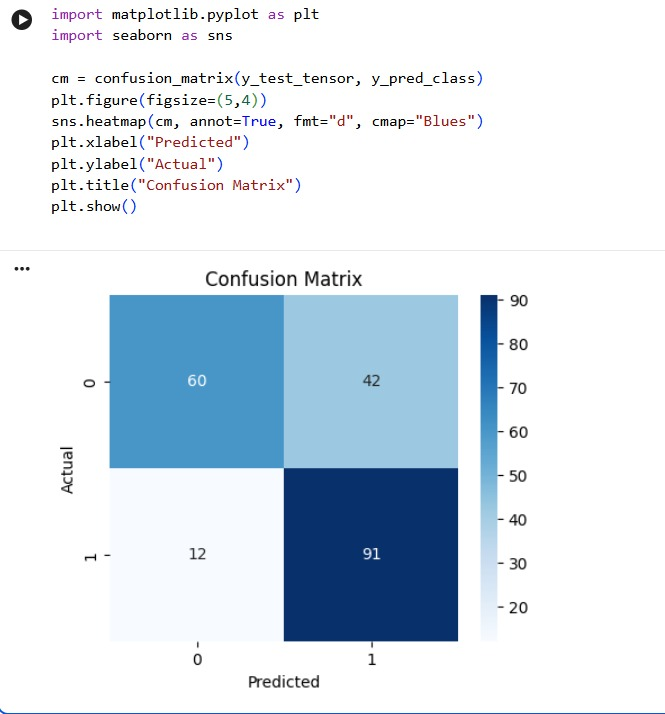 import matplotlib.pyplot as plt
import seaborn as sns
cm = confusion_matrix(y_test_tensor, y_pred_class)
plt.figure(figsize=(5,4))
sns.heatmap(cm, annot=True, fmt="d", cmap="Blues")
plt.xlabel("Predicted")
plt.ylabel("Actual")
plt.title("Confusion Matrix")
plt.show()
Confusion Matrix
90
80
70
60
50
40
30
20
Actual
0
60
42
1
12
91
0
1
Predicted